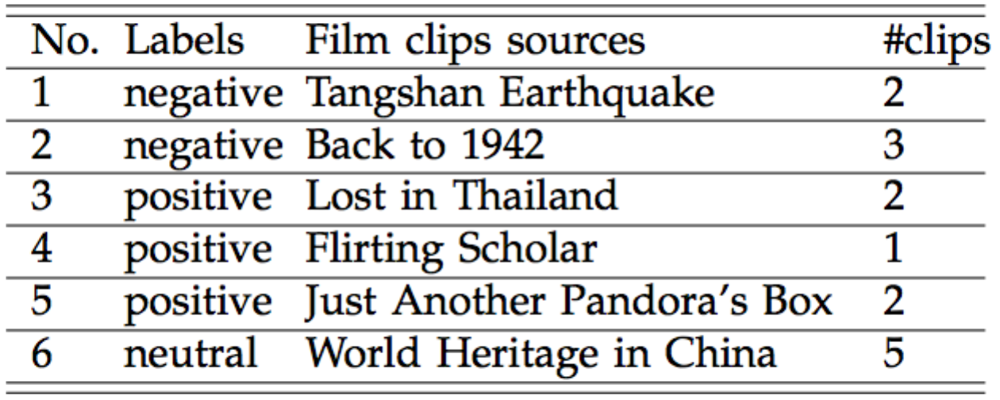 No. Labels Film clips sources #clips
1 negative Tangshan Earthquake 2
2 negative Back to 1942 3
3 positive Lost in Thailand 2
4 positive Flirting Scholar 1
5 positive Just Another Pandora's Box 2
6 neutral World Heritage in China 5